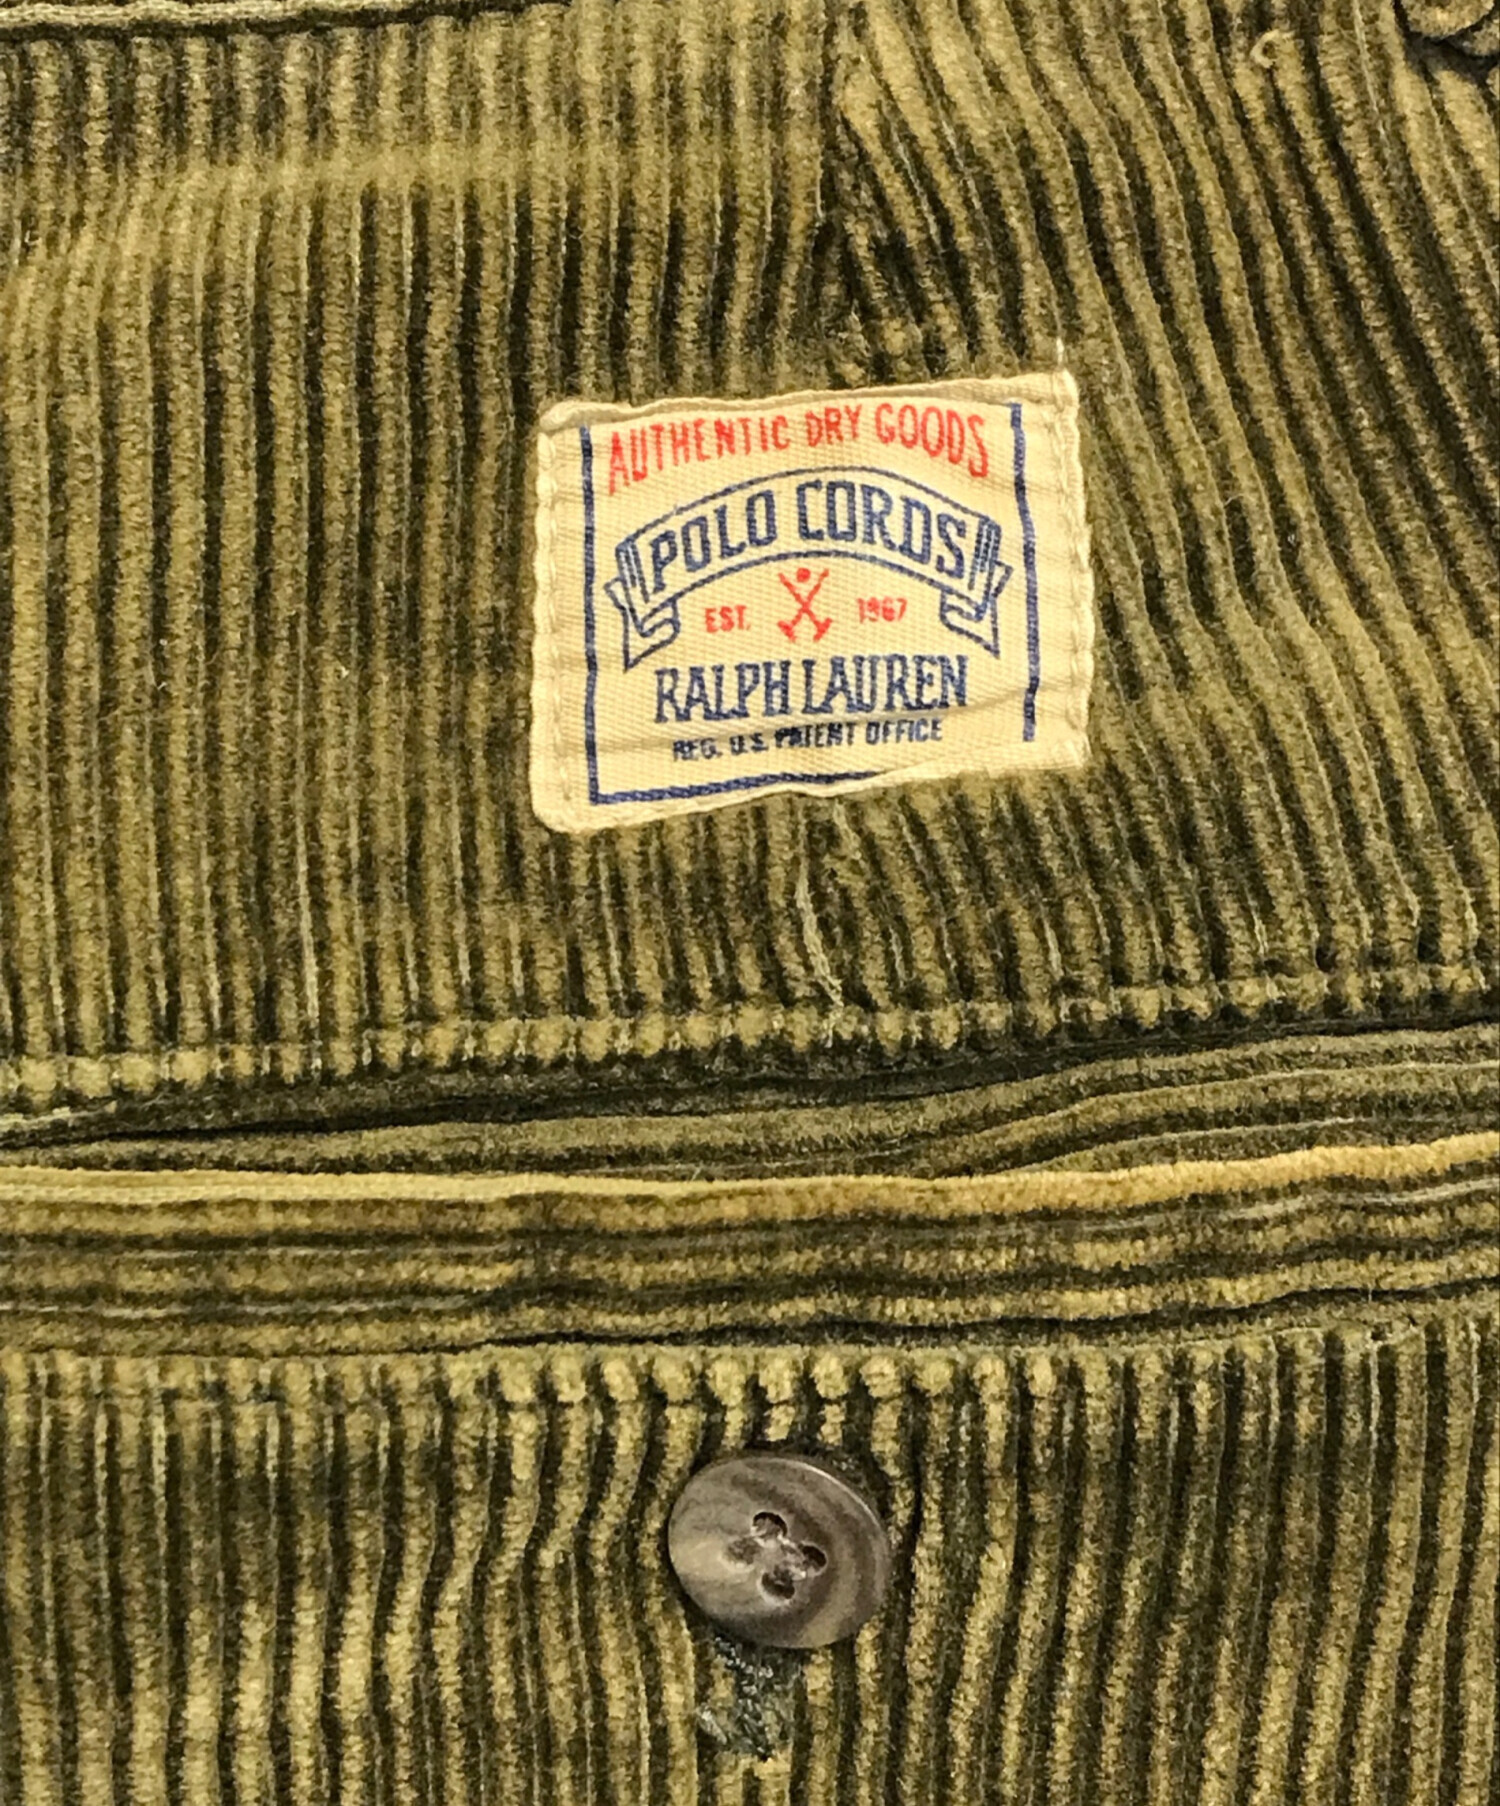 AUTHENTIC DRY GOODS
POLO CORDS
EST. 1967
RALPH LAUREN
REG. U.S. PATENT OFFICE